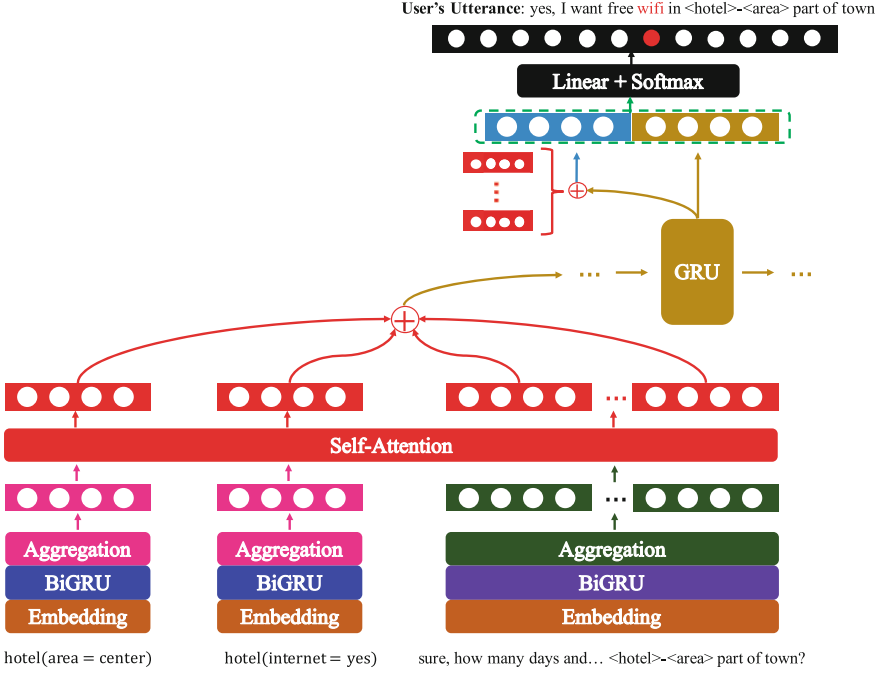 User's Utterance: yes, I want free wifi in <hotel>-<area> part of town
Linear + Softmax
... GRU ...
...
Self-Attention
...
Aggregation Aggregation Aggregation
BiGRU BiGRU BiGRU
Embedding Embedding Embedding
hotel(area = center) hotel(internet = yes) sure, how many days and... <hotel>-<area> part of town?